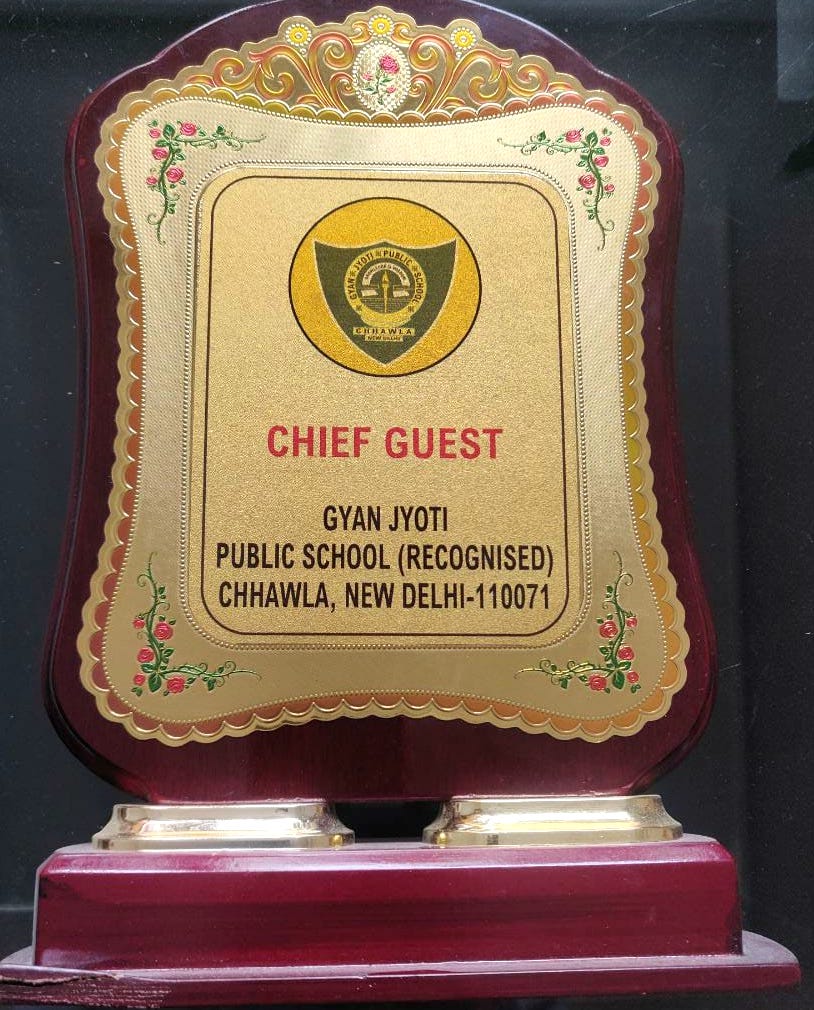 GYAN JYOTI PUBLIC SCHOOL
CHHAWLA
NEW DELHI
CHIEF GUEST
GYAN JYOTI
PUBLIC SCHOOL (RECOGNISED)
CHHAWLA, NEW DELHI-110071